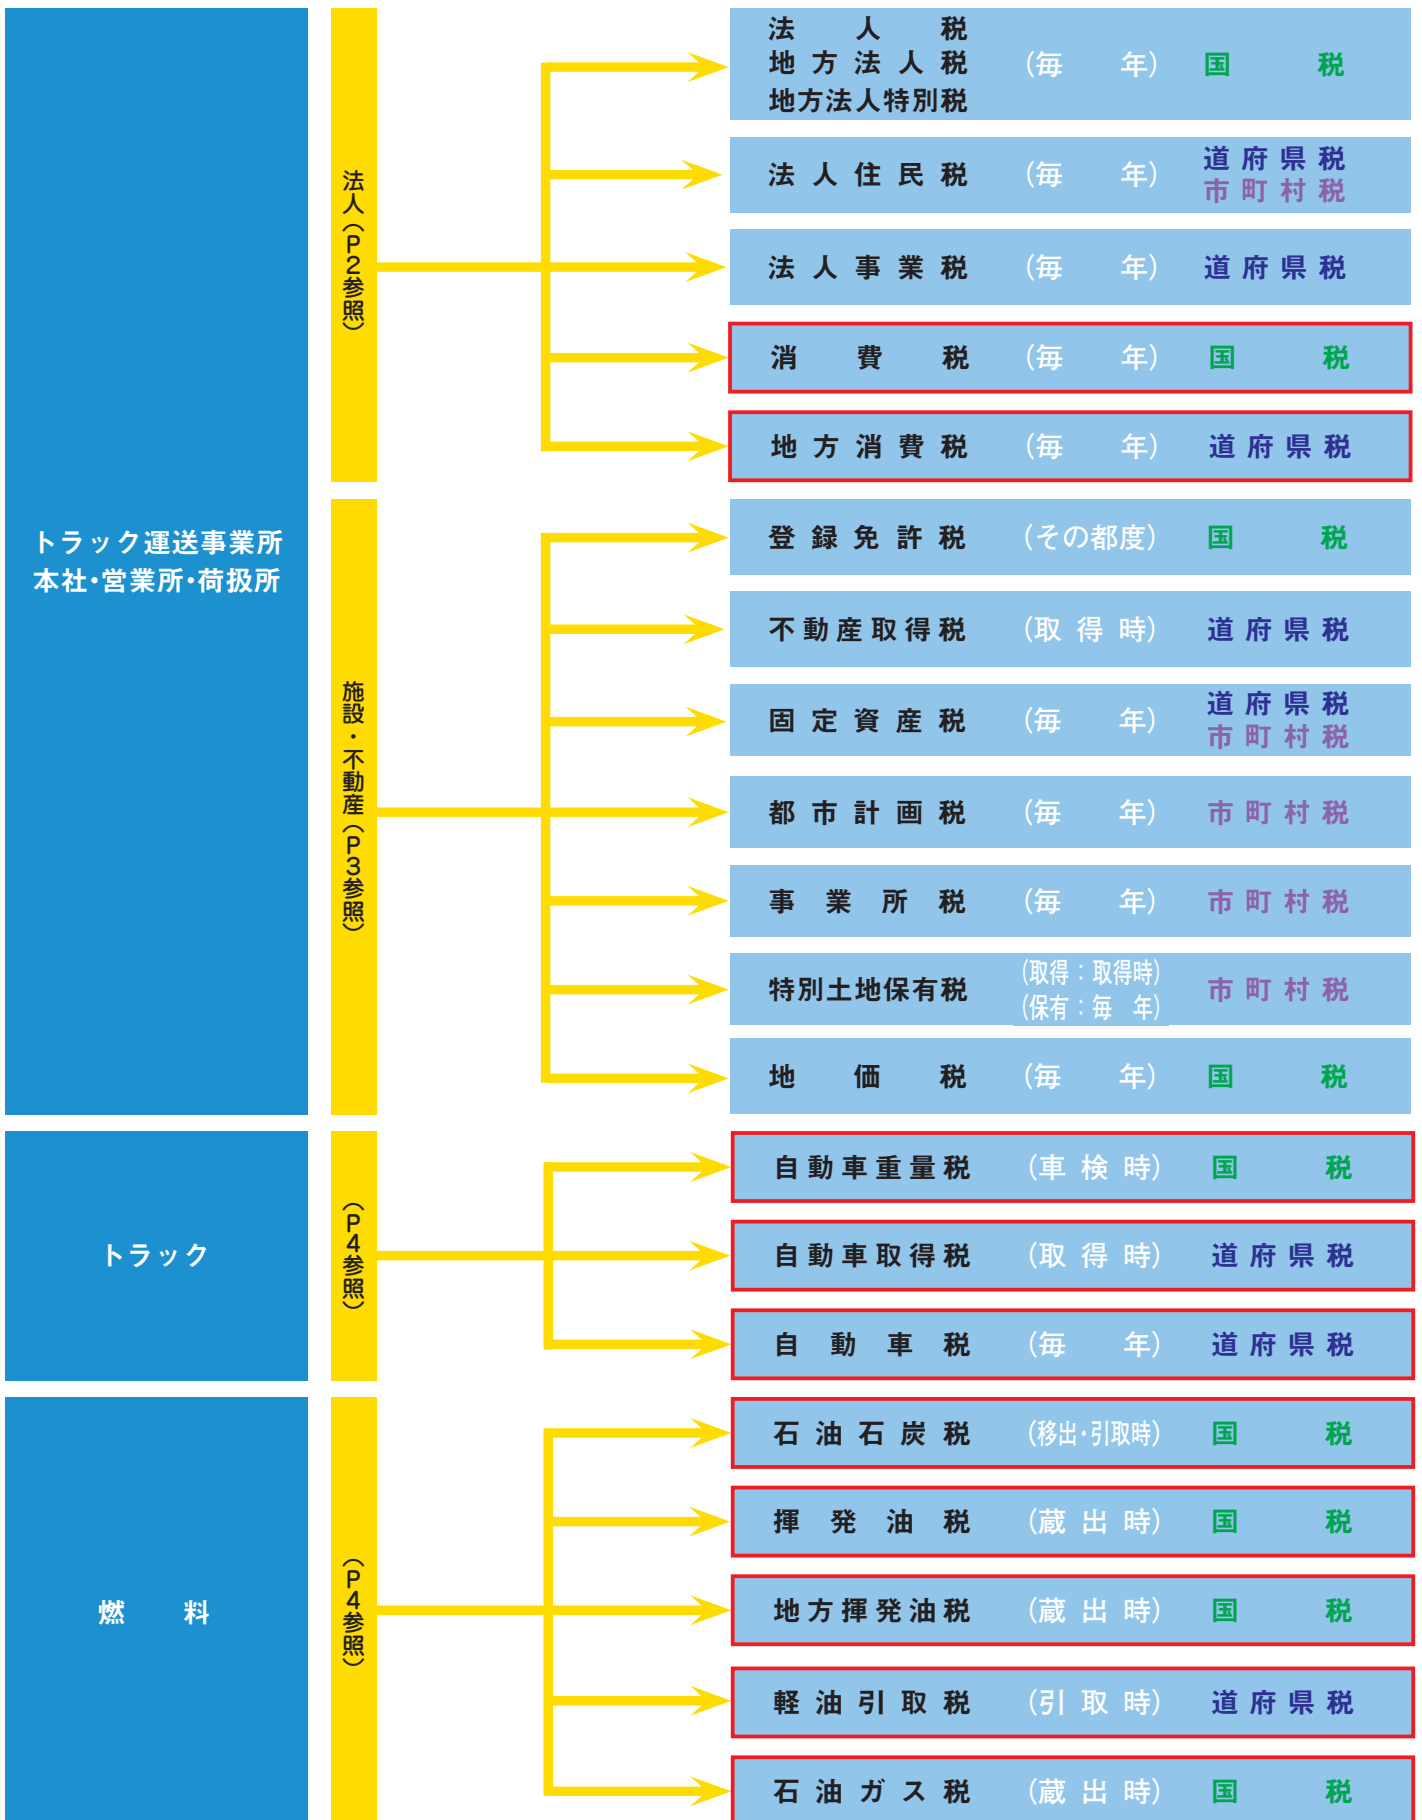 トラック運送事業所
本社・営業所・荷扱所
法人（P2参照）
法人税
地方法人税
地方法人特別税
（毎年）
国税
法人住民税
（毎年）
道府県税
市町村税
法人事業税
（毎年）
道府県税
消費税
（毎年）
国税
地方消費税
（毎年）
道府県税
施設・不動産（P3参照）
登録免許税
（その都度）
国税
不動産取得税
（取得時）
道府県税
固定資産税
（毎年）
道府県税
市町村税
都市計画税
（毎年）
市町村税
事業所税
（毎年）
市町村税
特別土地保有税
（取得：取得時）
（保有：毎 年）
市町村税
地価税
（毎年）
国税
トラック
（P4参照）
自動車重量税
（車検時）
国税
自動車取得税
（取得時）
道府県税
自動車税
（毎年）
道府県税
燃料
（P4参照）
石油石炭税
（移出・引取時）
国税
揮発油税
（蔵出時）
国税
地方揮発油税
（蔵出時）
国税
軽油引取税
（引取時）
道府県税
石油ガス税
（蔵出時）
国税